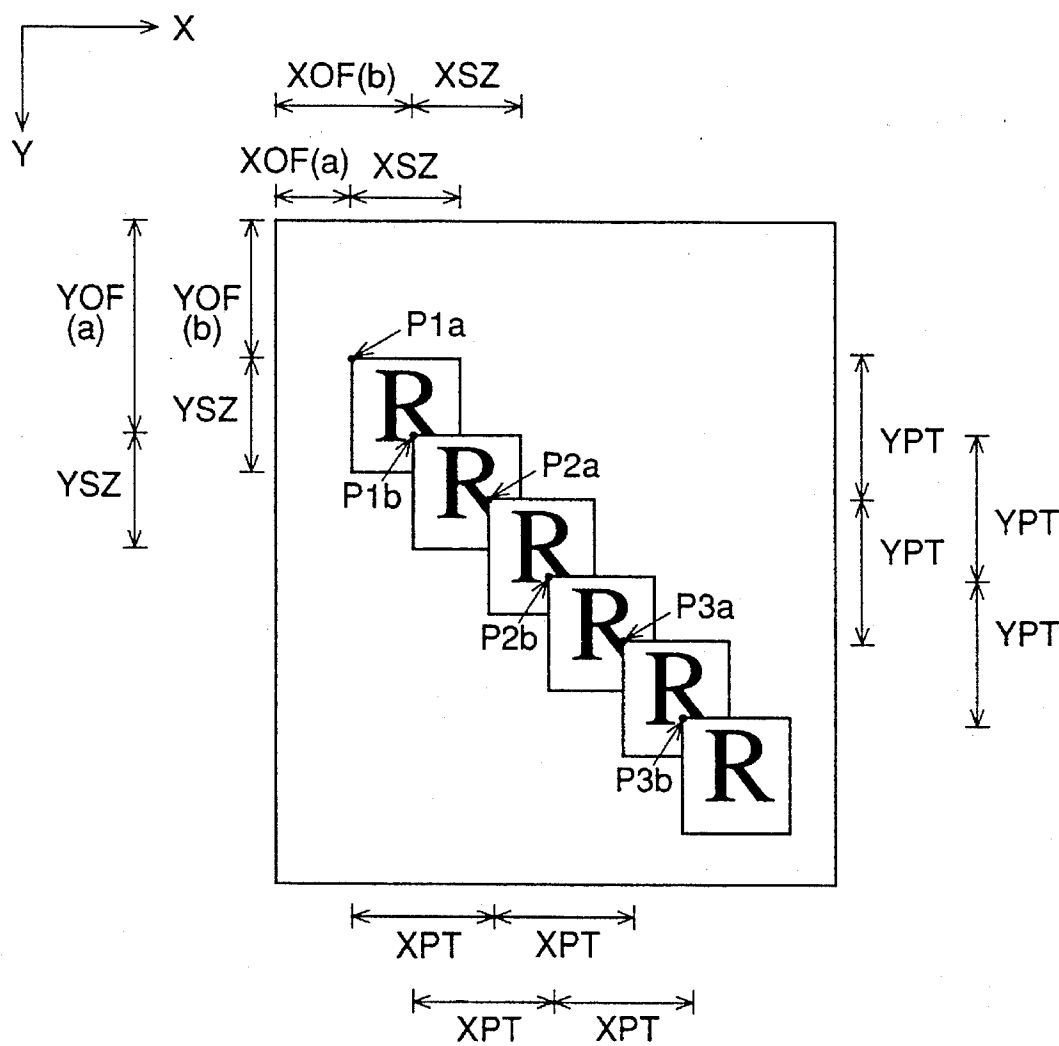 X
Y
XOF(b) XSZ
XOF(a) XSZ
YOF
(a)
YOF
(b)
P1a
R
YSZ
YPT
YSZ
P1b
R
P2a
YPT
YPT
R
P2b
R
P3a
YPT
R
P3b
R
XPT XPT
XPT XPT